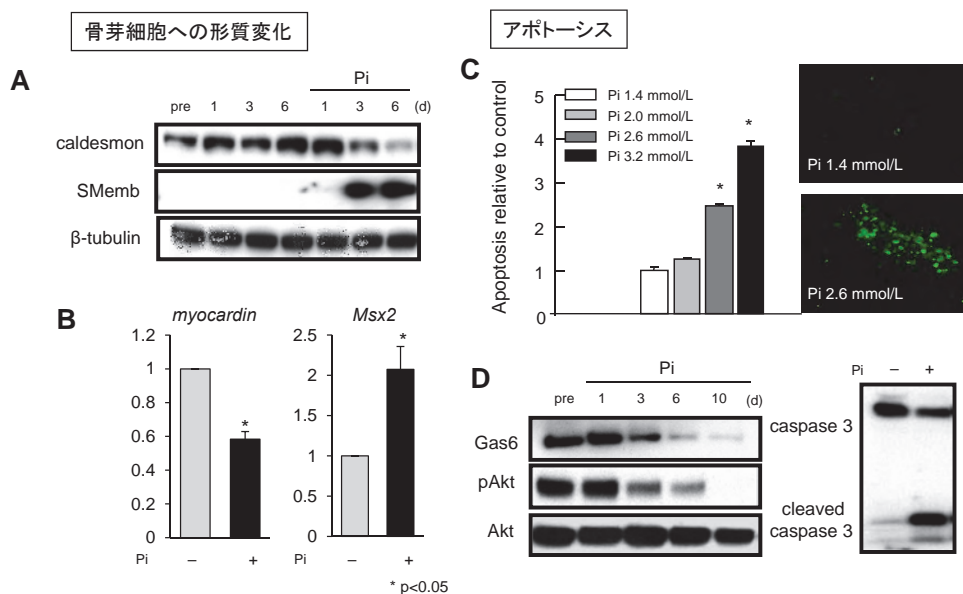 骨芽細胞への形質変化
アポトーシス
A
Pi
pre 1 3 6 1 3 6 (d)
caldesmon
SMemb
β-tubulin
B
myocardin
1.2
1
0.8
0.6
0.4
0.2
0
*
Pi – +
Msx2
2.5
2
1.5
1
0.5
0
*
– +
* p<0.05
C
Apoptosis relative to control
5
4
3
2
1
0
Pi 1.4 mmol/L
Pi 2.0 mmol/L
Pi 2.6 mmol/L
Pi 3.2 mmol/L
*
*
Pi 1.4 mmol/L
Pi 2.6 mmol/L
D
Pi
pre 1 3 6 10 (d)
Gas6
pAkt
Akt
Pi – +
caspase 3
cleaved
caspase 3